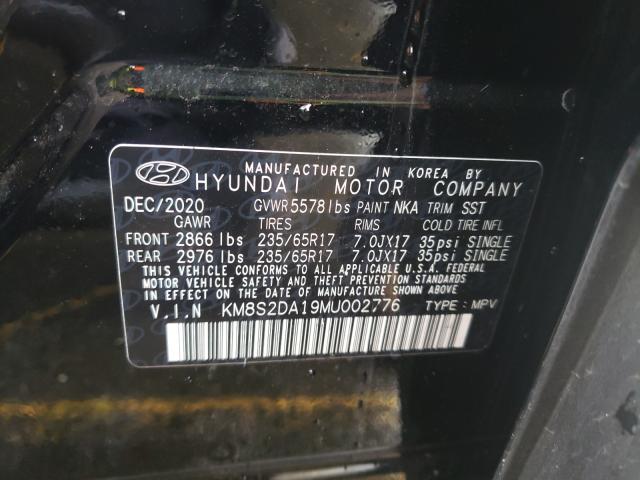 MANUFACTURED IN KOREA BY
HYUNDAI MOTOR COMPANY
DEC/2020 GVWR 5578 lbs PAINT NKA TRIM SST
GAWR TIRES RIMS COLD TIRE INFL
FRONT 2866 lbs 235/65R17 7.0JX17 35psi SINGLE
REAR 2976 lbs 235/65R17 7.0JX17 35psi SINGLE
THIS VEHICLE CONFORMS TO ALL APPLICABLE U.S.A. FEDERAL
MOTOR VEHICLE SAFETY, BUMPER, AND THEFT PREVENTION STANDARDS
IN EFFECT ON THE DATE OF MANUFACTURE SHOWN ABOVE.
V.I.N KM8S2DA19MU002776 TYPE : MPV